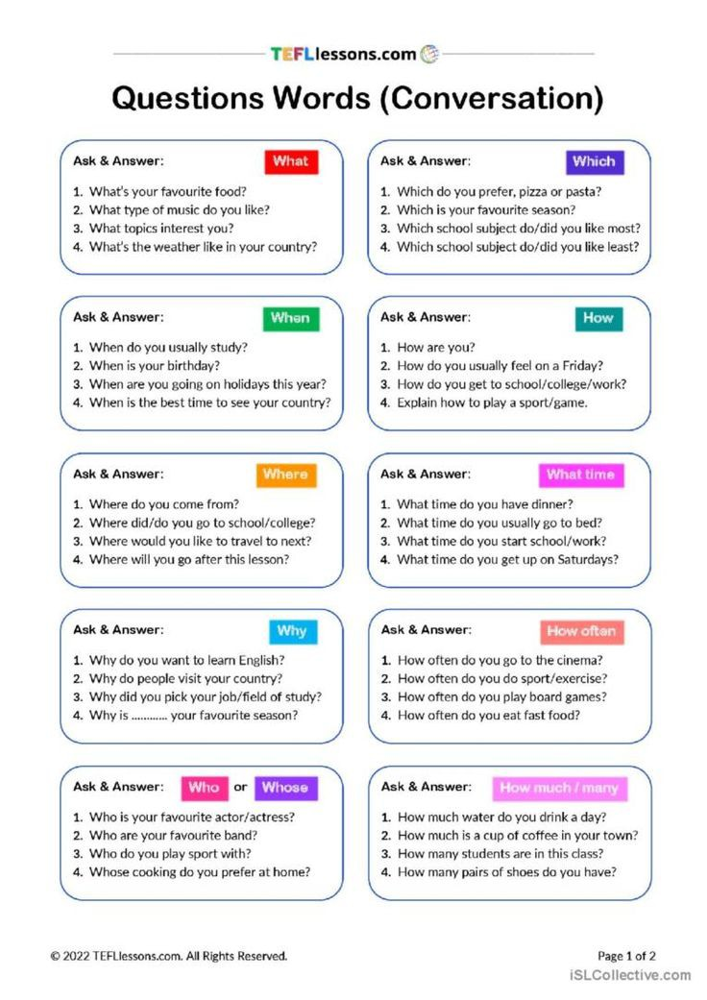 TEFLlessons.com
Questions Words (Conversation)
Ask & Answer: What
1. What's your favourite food?
2. What type of music do you like?
3. What topics interest you?
4. What's the weather like in your country?
Ask & Answer: Which
1. Which do you prefer, pizza or pasta?
2. Which is your favourite season?
3. Which school subject do/did you like most?
4. Which school subject do/did you like least?
Ask & Answer: When
1. When do you usually study?
2. When is your birthday?
3. When are you going on holidays this year?
4. When is the best time to see your country?
Ask & Answer: How
1. How are you?
2. How do you usually feel on a Friday?
3. How do you get to school/college/work?
4. Explain how to play a sport/game.
Ask & Answer: Where
1. Where do you come from?
2. Where did/do you go to school/college?
3. Where would you like to travel to next?
4. Where will you go after this lesson?
Ask & Answer: What time
1. What time do you have dinner?
2. What time do you usually go to bed?
3. What time do you start school/work?
4. What time do you get up on Saturdays?
Ask & Answer: Why
1. Why do you want to learn English?
2. Why do people visit your country?
3. Why did you pick your job/field of study?
4. Why is ............ your favourite season?
Ask & Answer: How often
1. How often do you go to the cinema?
2. How often do you do sport/exercise?
3. How often do you play board games?
4. How often do you eat fast food?
Ask & Answer: Who or Whose
1. Who is your favourite actor/actress?
2. Who are your favourite band?
3. Who do you play sport with?
4. Whose cooking do you prefer at home?
Ask & Answer: How much / many
1. How much water do you drink a day?
2. How much is a cup of coffee in your town?
3. How many students are in this class?
4. How many pairs of shoes do you have?
© 2022 TEFLlessons.com. All Rights Reserved.
Page 1 of 2
iSLCollective.com